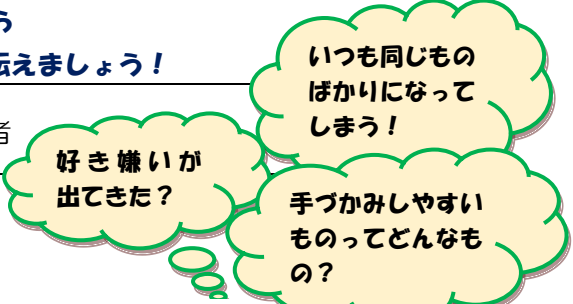 う
伝えましょう！
者
いつも同じもの
ばかりになって
しまう！
好き嫌いが
出てきた？
手づかみしやすい
ものってどんなも
の？